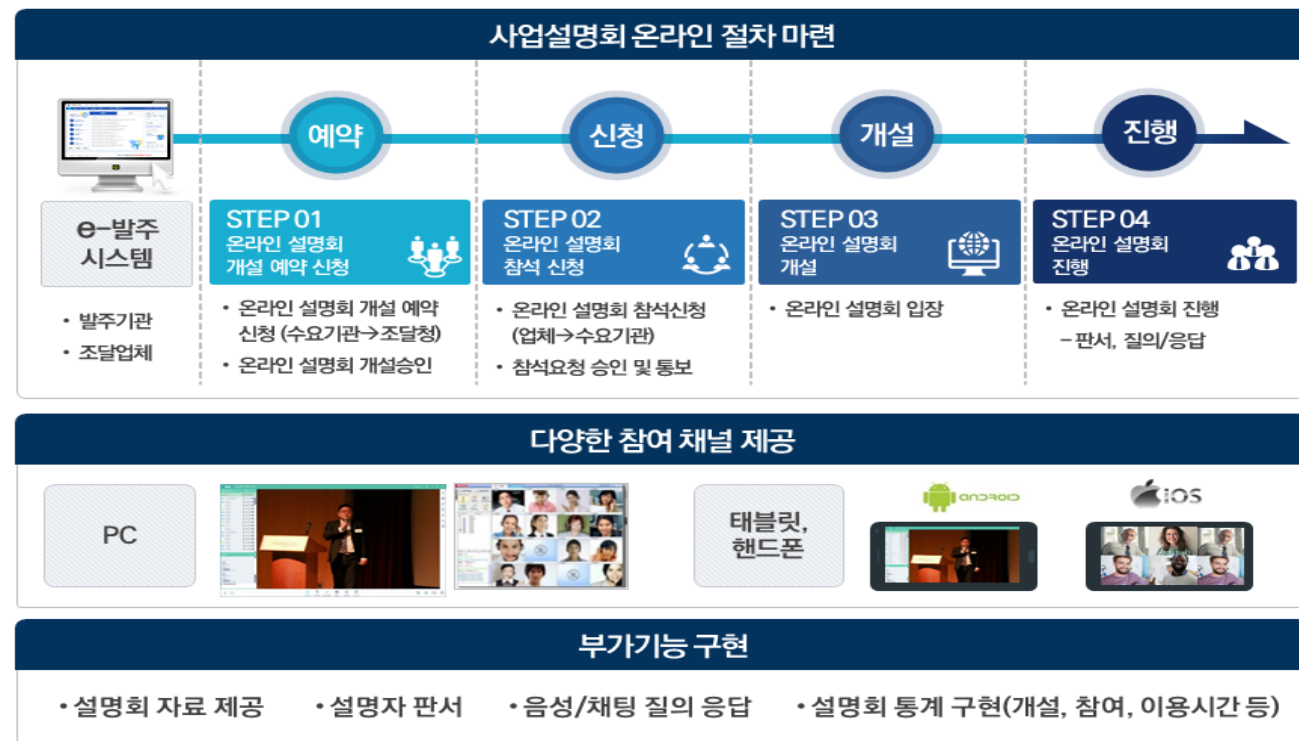 사업설명회 온라인 절차 마련
예약
신청
개설
진행
e-발주
시스템
• 발주기관
• 조달업체
STEP 01
온라인 설명회
개설 예약 신청
• 온라인 설명회 개설 예약
신청 (수요기관→조달청)
• 온라인 설명회 개설승인
STEP 02
온라인 설명회
참석 신청
• 온라인 설명회 참석신청
(업체→수요기관)
• 참석요청 승인 및 통보
STEP 03
온라인 설명회
개설
• 온라인 설명회 입장
STEP 04
온라인 설명회
진행
• 온라인 설명회 진행
– 판서, 질의/응답
다양한 참여 채널 제공
PC
태블릿,
핸드폰
ANDROID
iOS
부가기능 구현
• 설명회 자료 제공
• 설명자 판서
• 음성/채팅 질의 응답
• 설명회 통계 구현(개설, 참여, 이용시간 등)